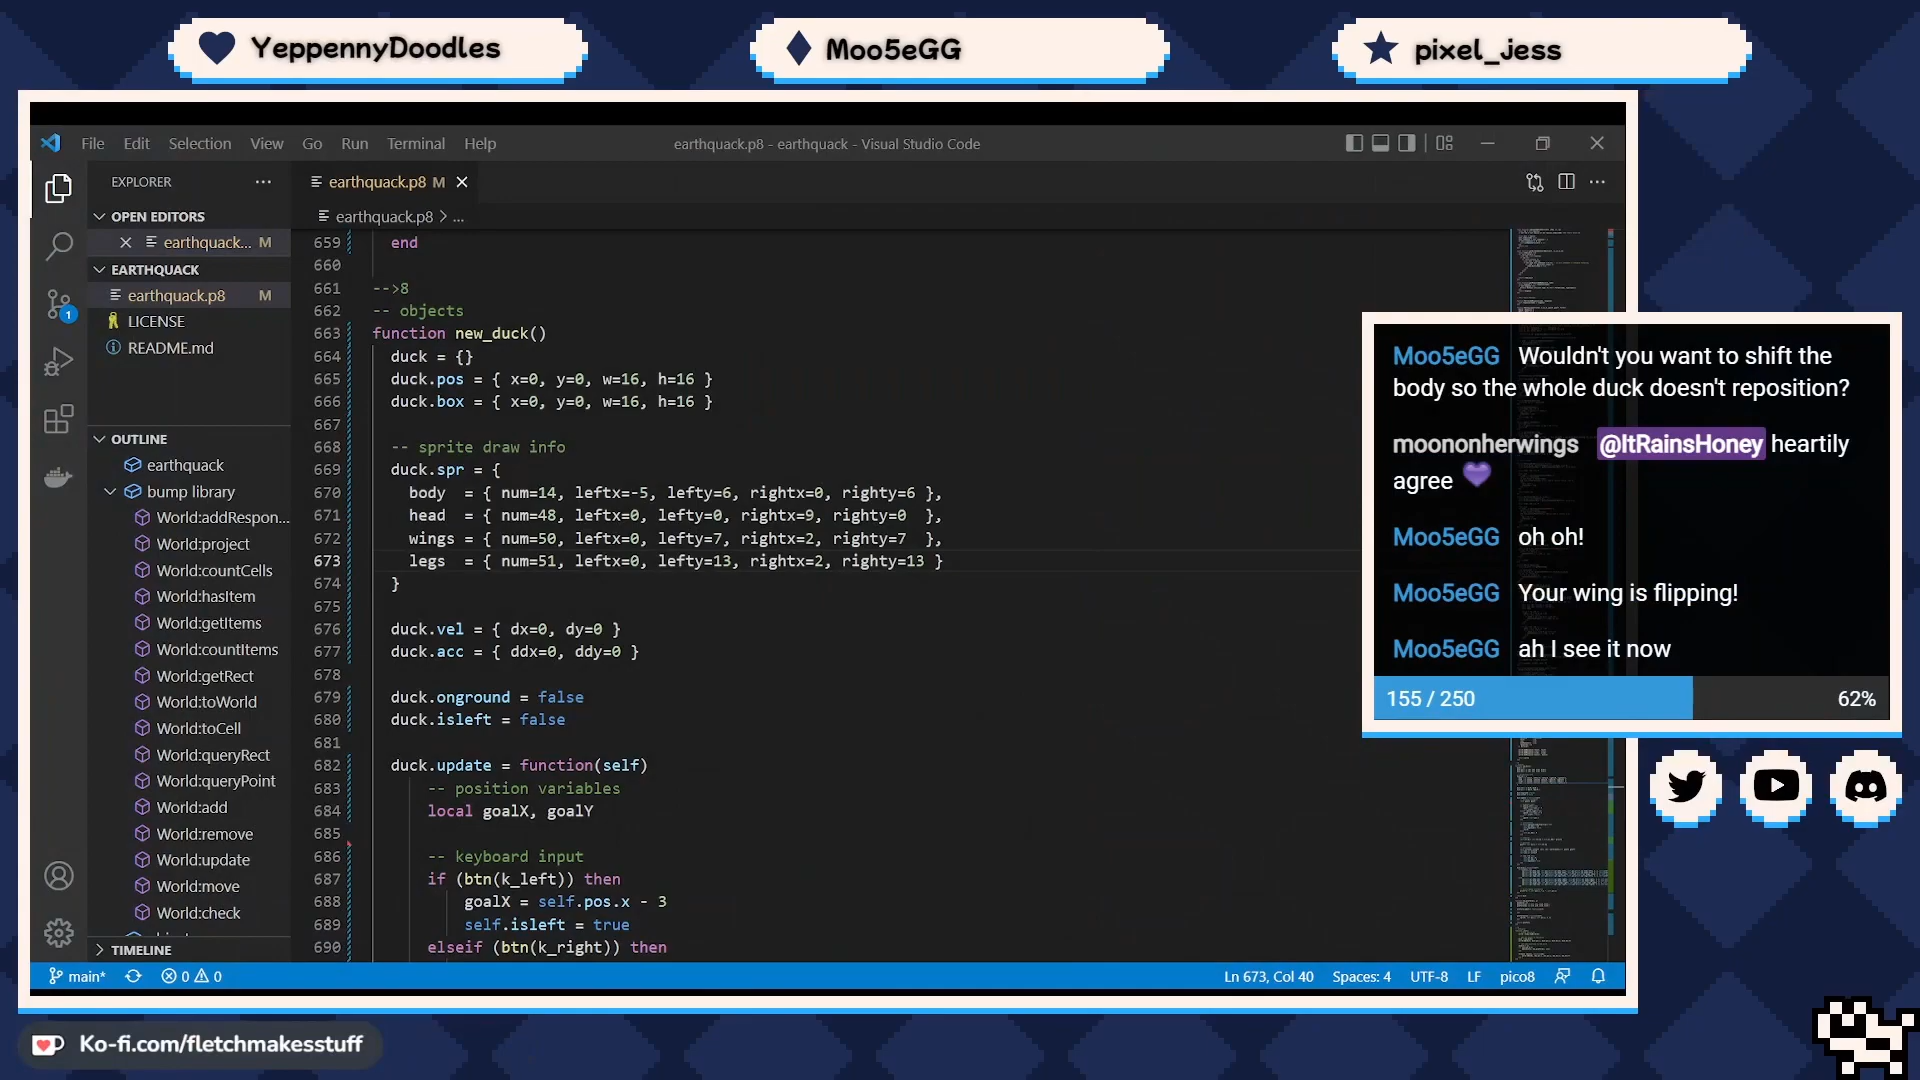 YeppennyDoodles
Moo5eGG
pixel_jess
File Edit Selection View Go Run Terminal Help
earthquack.p8 - earthquack - Visual Studio Code
EXPLORER
earthquack.p8 M
OPEN EDITORS
earthquack.p8 > ...
earthquack... M
EARTHQUACK
earthquack.p8 M
LICENSE
README.md
1
OUTLINE
earthquack
bump library
World:addRespon...
World:project
World:countCells
World:hasItem
World:getItems
World:countItems
World:getRect
World:toWorld
World:toCell
World:queryRect
World:queryPoint
World:add
World:remove
World:update
World:move
World:check
TIMELINE
659 end
660
661 -->8
662 -- objects
663 function new_duck()
664 duck = {}
665 duck.pos = { x=0, y=0, w=16, h=16 }
666 duck.box = { x=0, y=0, w=16, h=16 }
667
668 -- sprite draw info
669 duck.spr = {
670 body = { num=14, leftx=-5, lefty=6, rightx=0, righty=6 },
671 head = { num=48, leftx=0, lefty=0, rightx=9, righty=0 },
672 wings = { num=50, leftx=0, lefty=7, rightx=2, righty=7 },
673 legs = { num=51, leftx=0, lefty=13, rightx=2, righty=13 }
674 }
675
676 duck.vel = { dx=0, dy=0 }
677 duck.acc = { ddx=0, ddy=0 }
678
679 duck.onground = false
680 duck.isleft = false
681
682 duck.update = function(self)
683 -- position variables
684 local goalX, goalY
685
686 -- keyboard input
687 if (btn(k_left)) then
688 goalX = self.pos.x - 3
689 self.isleft = true
690 elseif (btn(k_right)) then
Moo5eGG Wouldn't you want to shift the
body so the whole duck doesn't reposition?
moononherwings @ItRainsHoney heartily
agree 💜
Moo5eGG oh oh!
Moo5eGG Your wing is flipping!
Moo5eGG ah I see it now
155 / 250 62%
main* 0 0 Ln 673, Col 40 Spaces: 4 UTF-8 LF pico8
Ko-fi.com/fletchmakesstuff